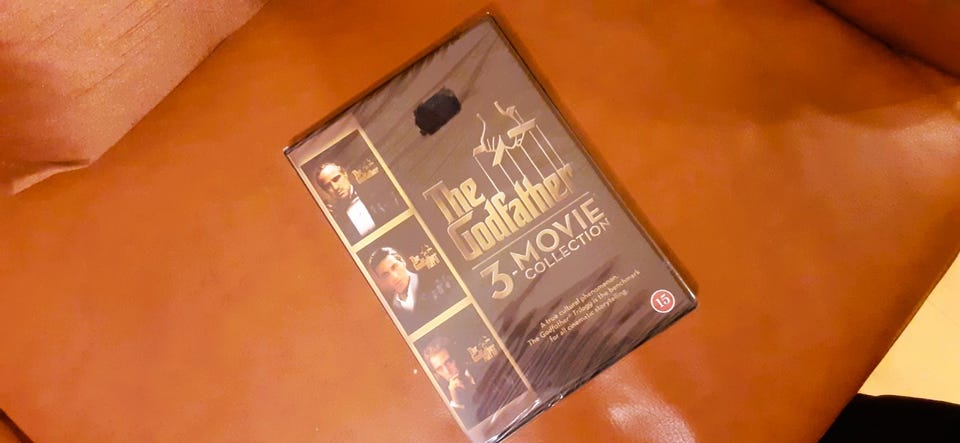 The
Godfather
3-MOVIE
COLLECTION
A true cultural phenomenon.
The Godfather® Trilogy is the benchmark
for all cinematic storytelling.
15